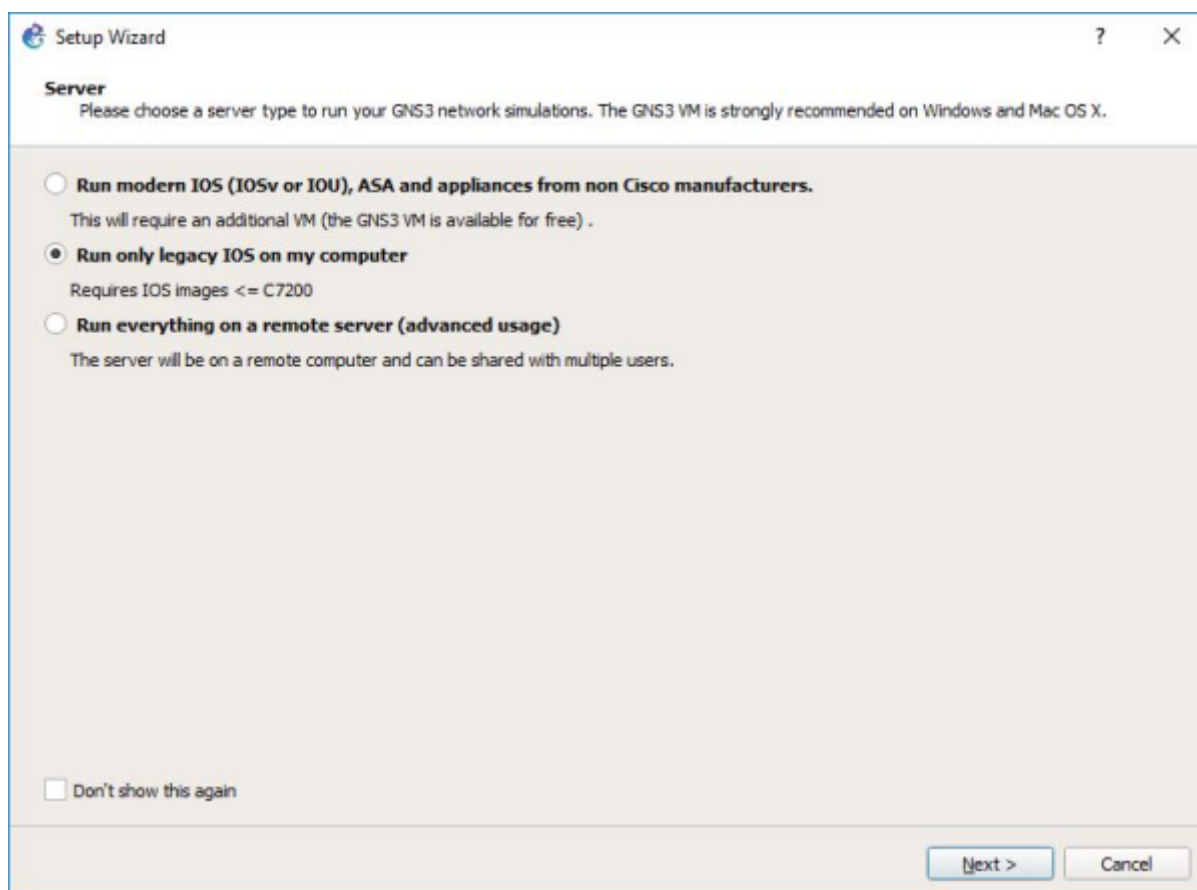 Setup Wizard
?
Server
Please choose a server type to run your GNS3 network simulations. The GNS3 VM is strongly recommended on Windows and Mac OS X.
Run modern IOS (IOSv or IOU), ASA and appliances from non Cisco manufacturers.
This will require an additional VM (the GNS3 VM is available for free) .
Run only legacy IOS on my computer
Requires IOS images <= C7200
Run everything on a remote server (advanced usage)
The server will be on a remote computer and can be shared with multiple users.
Don't show this again
Next >
Cancel